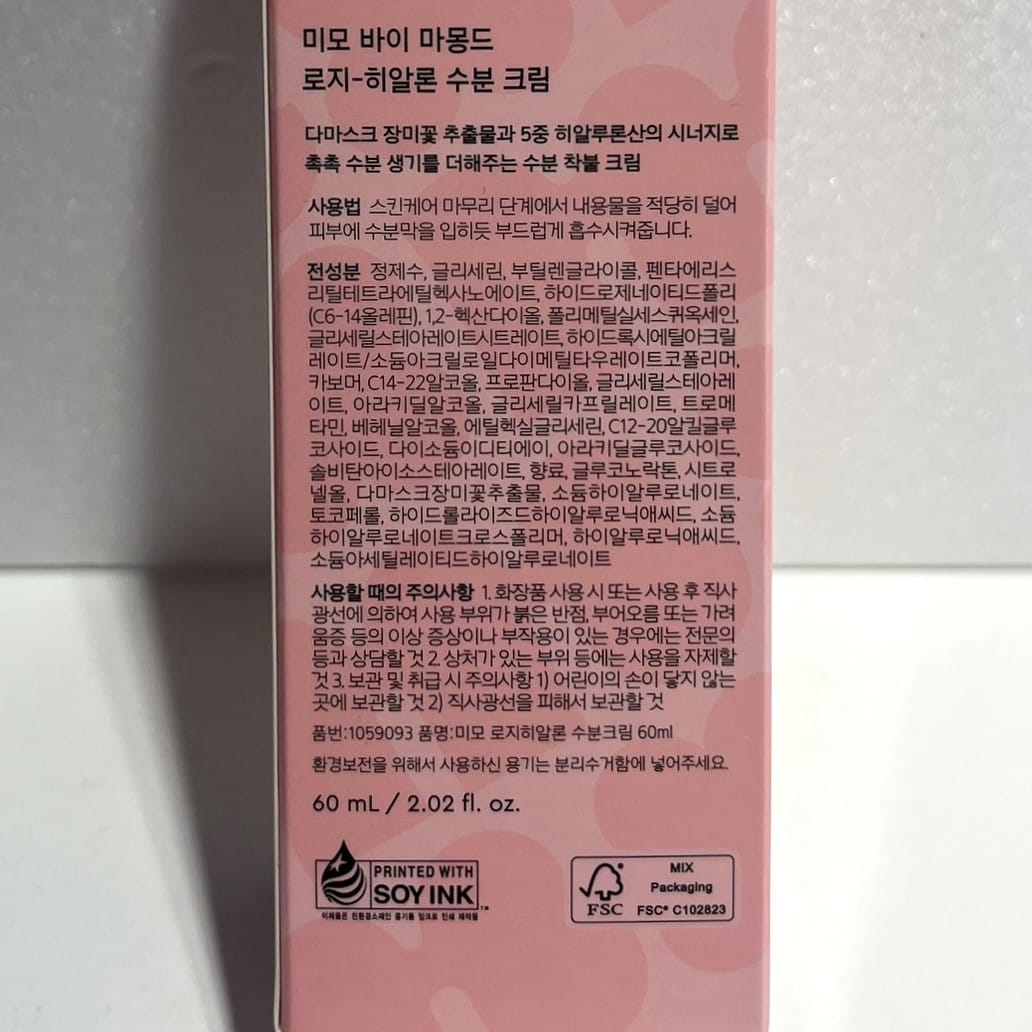 미모 바이 마몽드
로지-히알론 수분 크림
다마스크 장미꽃 추출물과 5중 히알루론산의 시너지로
촉촉 수분 생기를 더해주는 수분 착붙 크림
사용법 스킨케어 마무리 단계에서 내용물을 적당히 덜어
피부에 수분막을 입히듯 부드럽게 흡수시켜줍니다.
전성분 정제수, 글리세린, 부틸렌글라이콜, 펜타에리스
리틸테트라에틸헥사노에이트, 하이드로제네이티드폴리
(C6-14올레핀), 1,2-헥산다이올, 폴리메틸실세스퀴옥세인,
글리세릴스테아레이트시트레이트, 하이드록시에틸아크릴
레이트/소듐아크릴로일다이메틸타우레이트코폴리머,
카보머, C14-22알코올, 프로판다이올, 글리세릴스테아레
이트, 아라키딜알코올, 글리세릴카프릴레이트, 트로메
타민, 베헤닐알코올, 에틸헥실글리세린, C12-20알킬글루
코사이드, 다이소듐이디티에이, 아라키딜글루코사이드,
솔비탄아이소스테아레이트, 향료, 글루코노락톤, 시트로
넬올, 다마스크장미꽃추출물, 소듐하이알루로네이트,
토코페롤, 하이드롤라이즈드하이알루로닉애씨드, 소듐
하이알루로네이트크로스폴리머, 하이알루로닉애씨드,
소듐아세틸레이티드하이알루로네이트
사용할 때의 주의사항 1. 화장품 사용 시 또는 사용 후 직사
광선에 의하여 사용 부위가 붉은 반점, 부어오름 또는 가려
움증 등의 이상 증상이나 부작용이 있는 경우에는 전문의
등과 상담할 것 2. 상처가 있는 부위 등에는 사용을 자제할
것 3. 보관 및 취급 시 주의사항 1) 어린이의 손이 닿지 않는
곳에 보관할 것 2) 직사광선을 피해서 보관할 것
품번:1059093 품명:미모 로지히알론 수분크림 60ml
환경보전을 위해서 사용하신 용기는 분리수거함에 넣어주세요.
60 mL / 2.02 fl. oz.
PRINTED WITH
SOY INK™
이제품은 친환경소재인 콩기름 잉크로 인쇄 제작물
FSC
MIX
Packaging
FSC® C102823